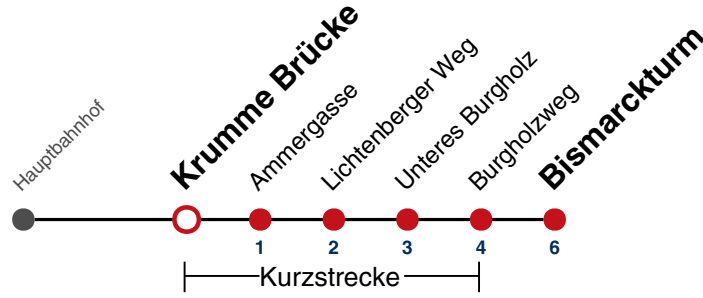 Hauptbahnhof
Krumme Brücke
Ammergasse
Lichtenberger Weg
Unteres Burgholz
Burgholzweg
Bismarckturm
1 2 3 4 6
Kurzstrecke